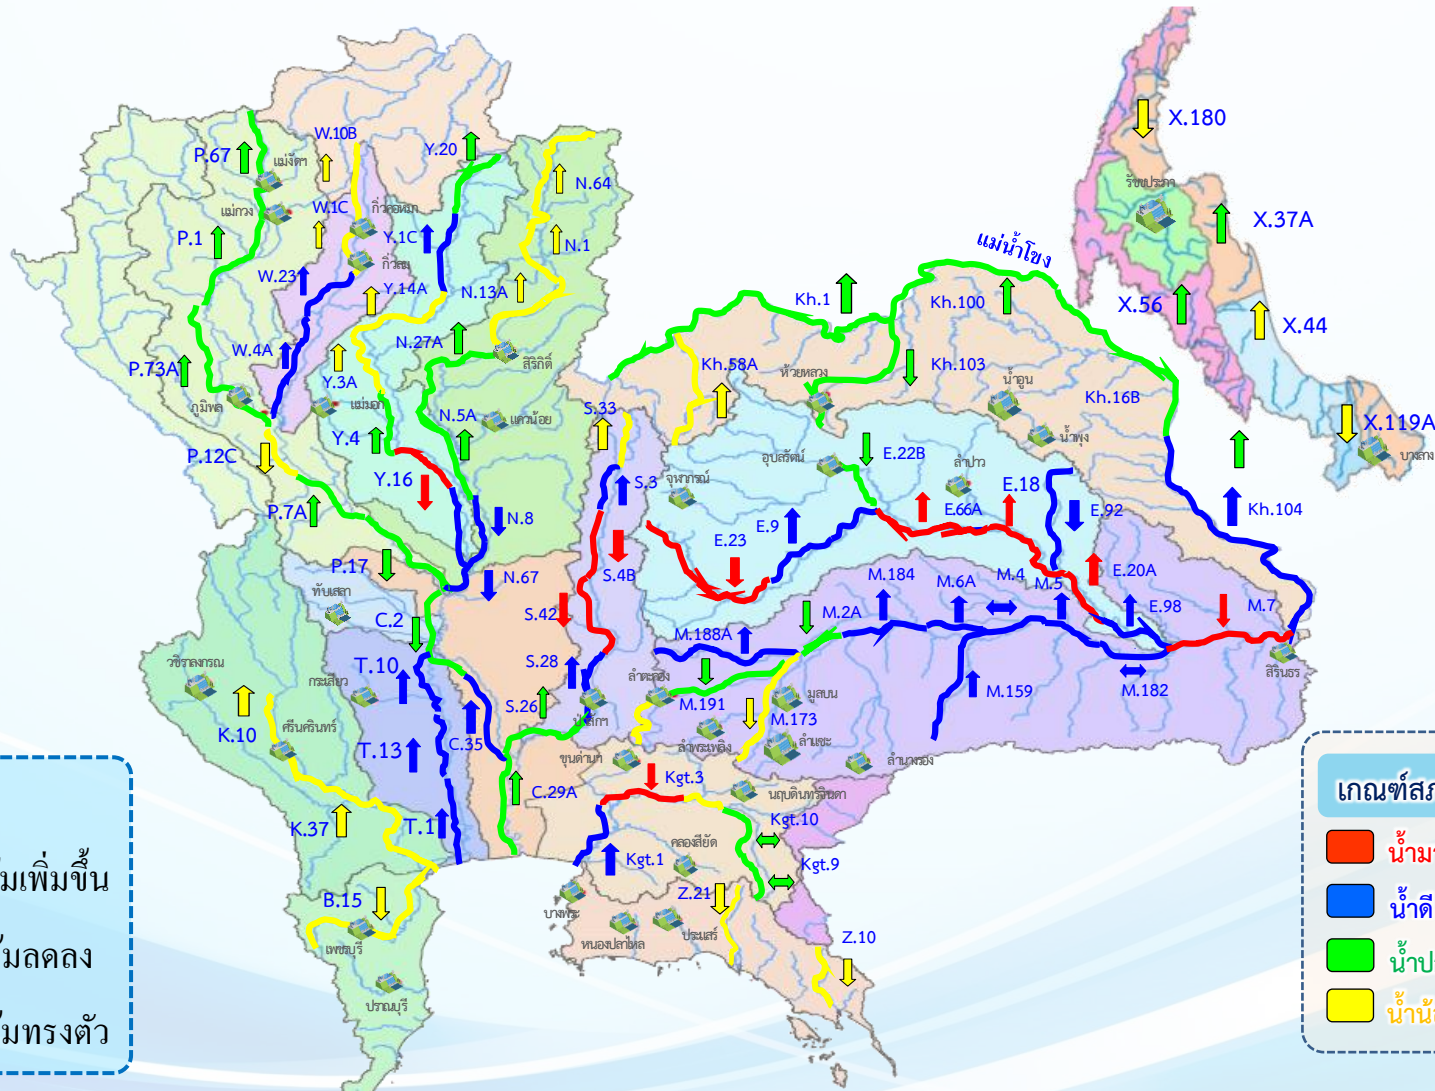 W.10B
P.67
แม่งัดฯ
Y.20
N.64
แม่กวง
W.1C
กิ่วคอหมา
P.1
Y.1C
N.1
W.23
กิ่วลม
Y.14A
N.13A
W.4A
N.27A
สิริกิติ์
P.73A
Y.3A
ภูมิพล
แม่มอก
N.5A
แควน้อย
Y.4
P.12C
Y.16
P.7A
N.8
P.17
N.67
ทับเสลา
C.2
วชิราลงกรณ
T.10
กระเสียว
K.10
ศรีนครินทร์
T.13
C.35
K.37
T.1
C.29A
B.15
เพชรบุรี
ปราณบุรี
แม่น้ำโขง
Kh.1
Kh.100
Kh.58A
ห้วยหลวง
Kh.103
น้ำอูน
Kh.16B
S.33
น้ำพุง
อุบลรัตน์
E.22B
ลำปาว
จุฬาภรณ์
S.3
E.9
E.66A
E.18
E.92
Kh.104
E.23
S.4B
M.184
M.6A
M.4
M.5
E.20A
S.42
M.2A
E.98
M.7
M.188A
S.28
สิรินธร
ลำตะคอง
M.191
M.159
M.182
S.26
ป่าสักฯ
มูลบน
M.173
ลำพระเพลิง
ลำแชะ
ลำนางรอง
ขุนด่านฯ
Kgt.3
นฤบดินทรจินดา
Kgt.10
คลองสียัด
Kgt.1
Kgt.9
บางพระ
Z.21
หนองปลาไหล
ประแสร์
Z.10
X.180
รัชชประภา
X.37A
X.56
X.44
X.119A
บางลาง
มเพิ่มขึ้น
มลดลง
มทรงตัว
เกณฑ์สภ
น้ำมา
น้ำดี
น้ำป
น้ำน้